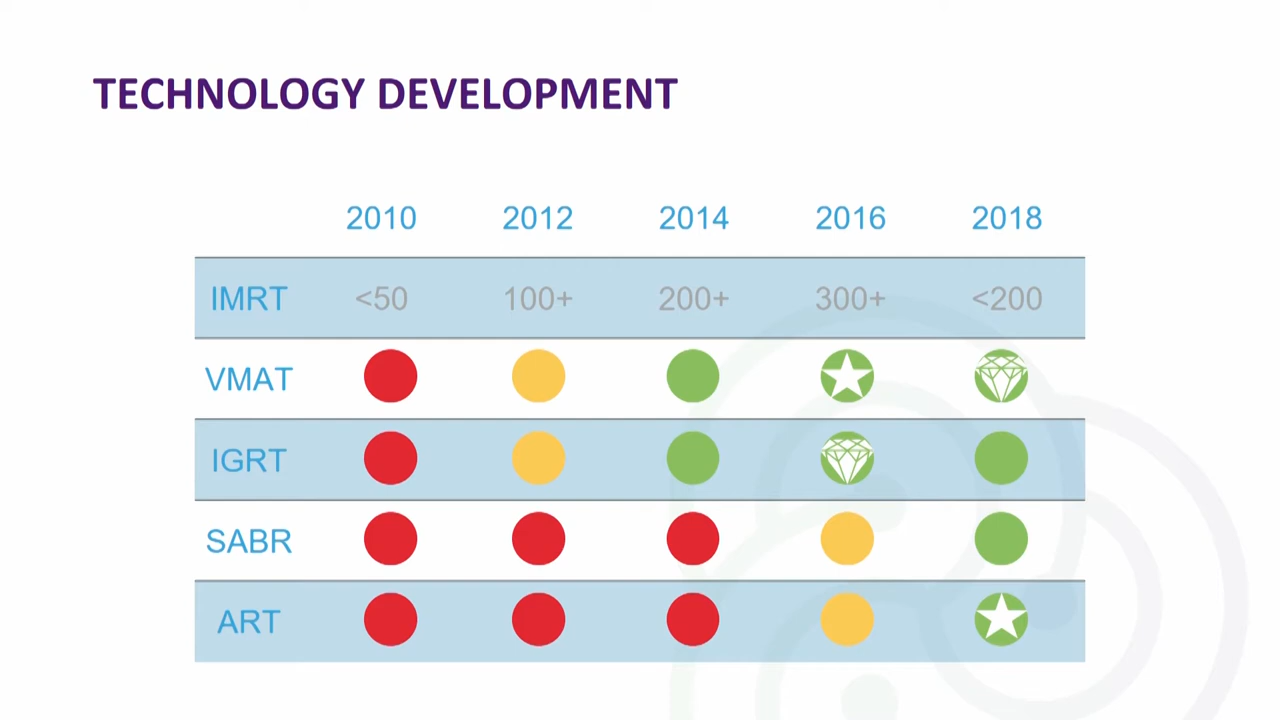 TECHNOLOGY DEVELOPMENT
2010 2012 2014 2016 2018
IMRT <50 100+ 200+ 300+ <200
VMAT
IGRT
SABR
ART